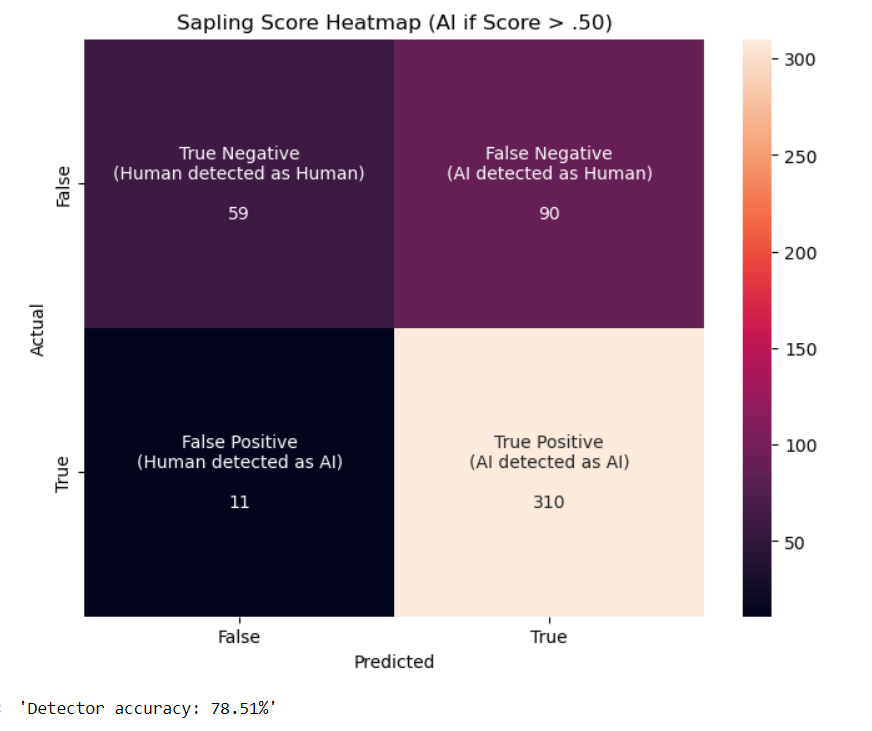 Sapling Score Heatmap (AI if Score > .50)
True Negative
(Human detected as Human)
59
False Negative
(AI detected as Human)
90
False Positive
(Human detected as AI)
11
True Positive
(AI detected as AI)
310
False
True
Actual
False
True
Predicted
300
250
200
150
100
50
'Detector accuracy: 78.51%'